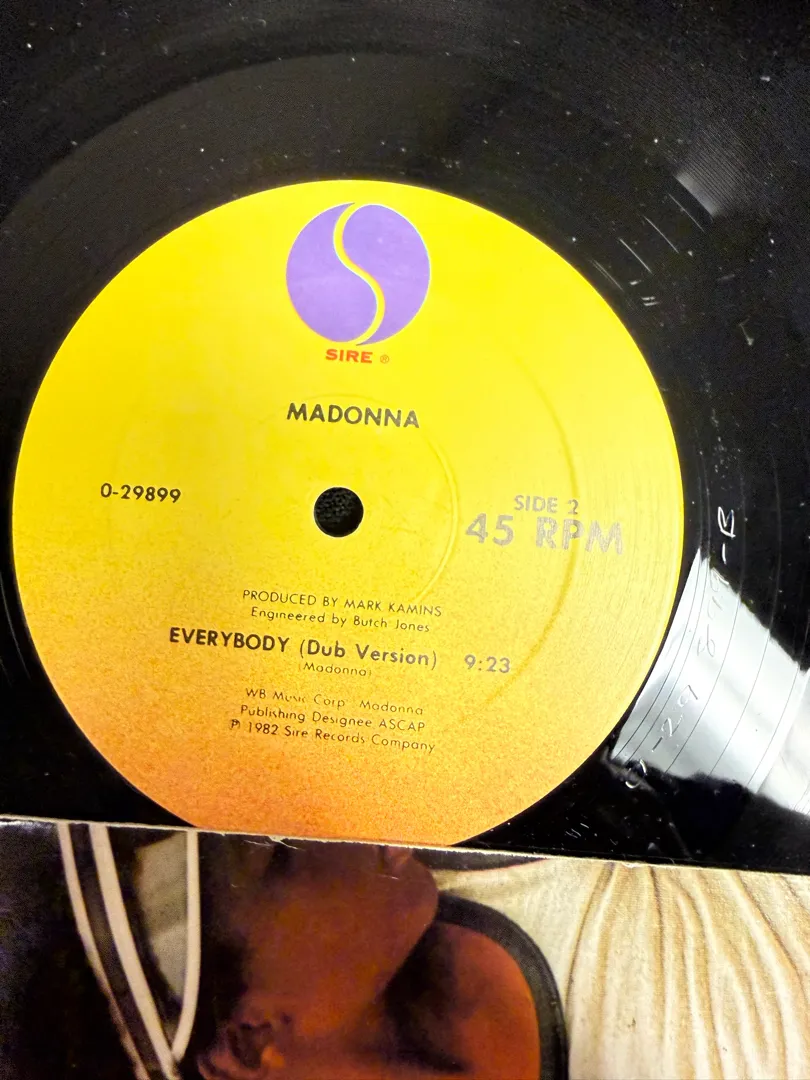 SIRE ®
MADONNA
0-29899
SIDE 2
45 RPM
PRODUCED BY MARK KAMINS
Engineered by Butch Jones
EVERYBODY (Dub Version) 9:23
(Madonna)
WB Music Corp Madonna
Publishing Designee ASCAP
℗ 1982 Sire Records Company